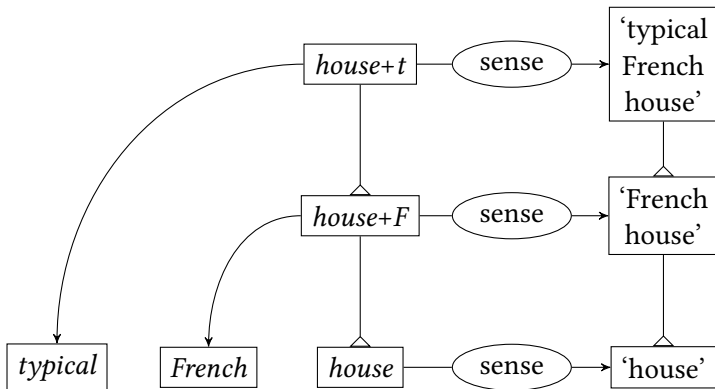 house+t sense ‘typical
French
house’
house+F sense ‘French
house’
typical French house sense ‘house’